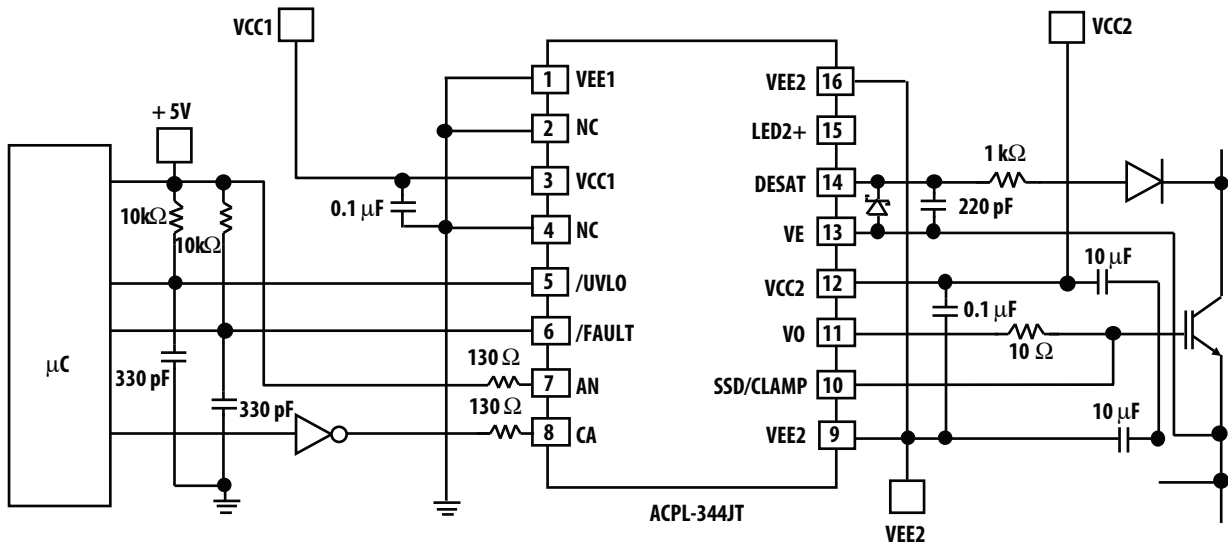 VCC1
VCC2
+ 5V
1 VEE1
VEE2 16
2 NC
LED2+ 15
1 kΩ
3 VCC1
DESAT 14
10kΩ
0.1 μF
220 pF
10kΩ
4 NC
VE 13
10 μF
5 /UVLO
VCC2 12
0.1 μF
6 /FAULT
VO 11
10 Ω
μC
130 Ω
330 pF
7 AN
SSD/CLAMP 10
130 Ω
330 pF
10 μF
8 CA
VEE2 9
ACPL-344JT
VEE2